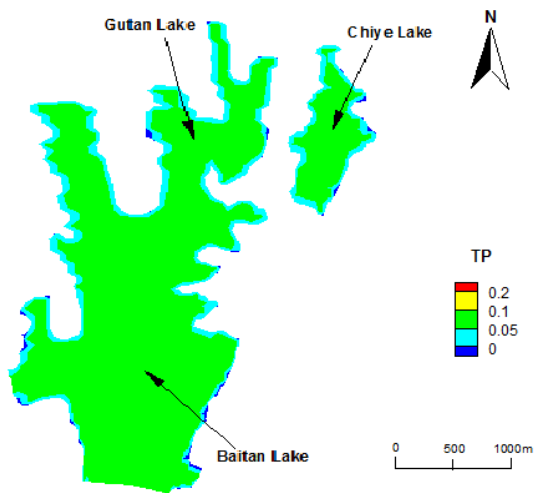 N
Gutan Lake
Chiye Lake
TP
0.2
0.1
0.05
0
Baitan Lake
0 500 1000m